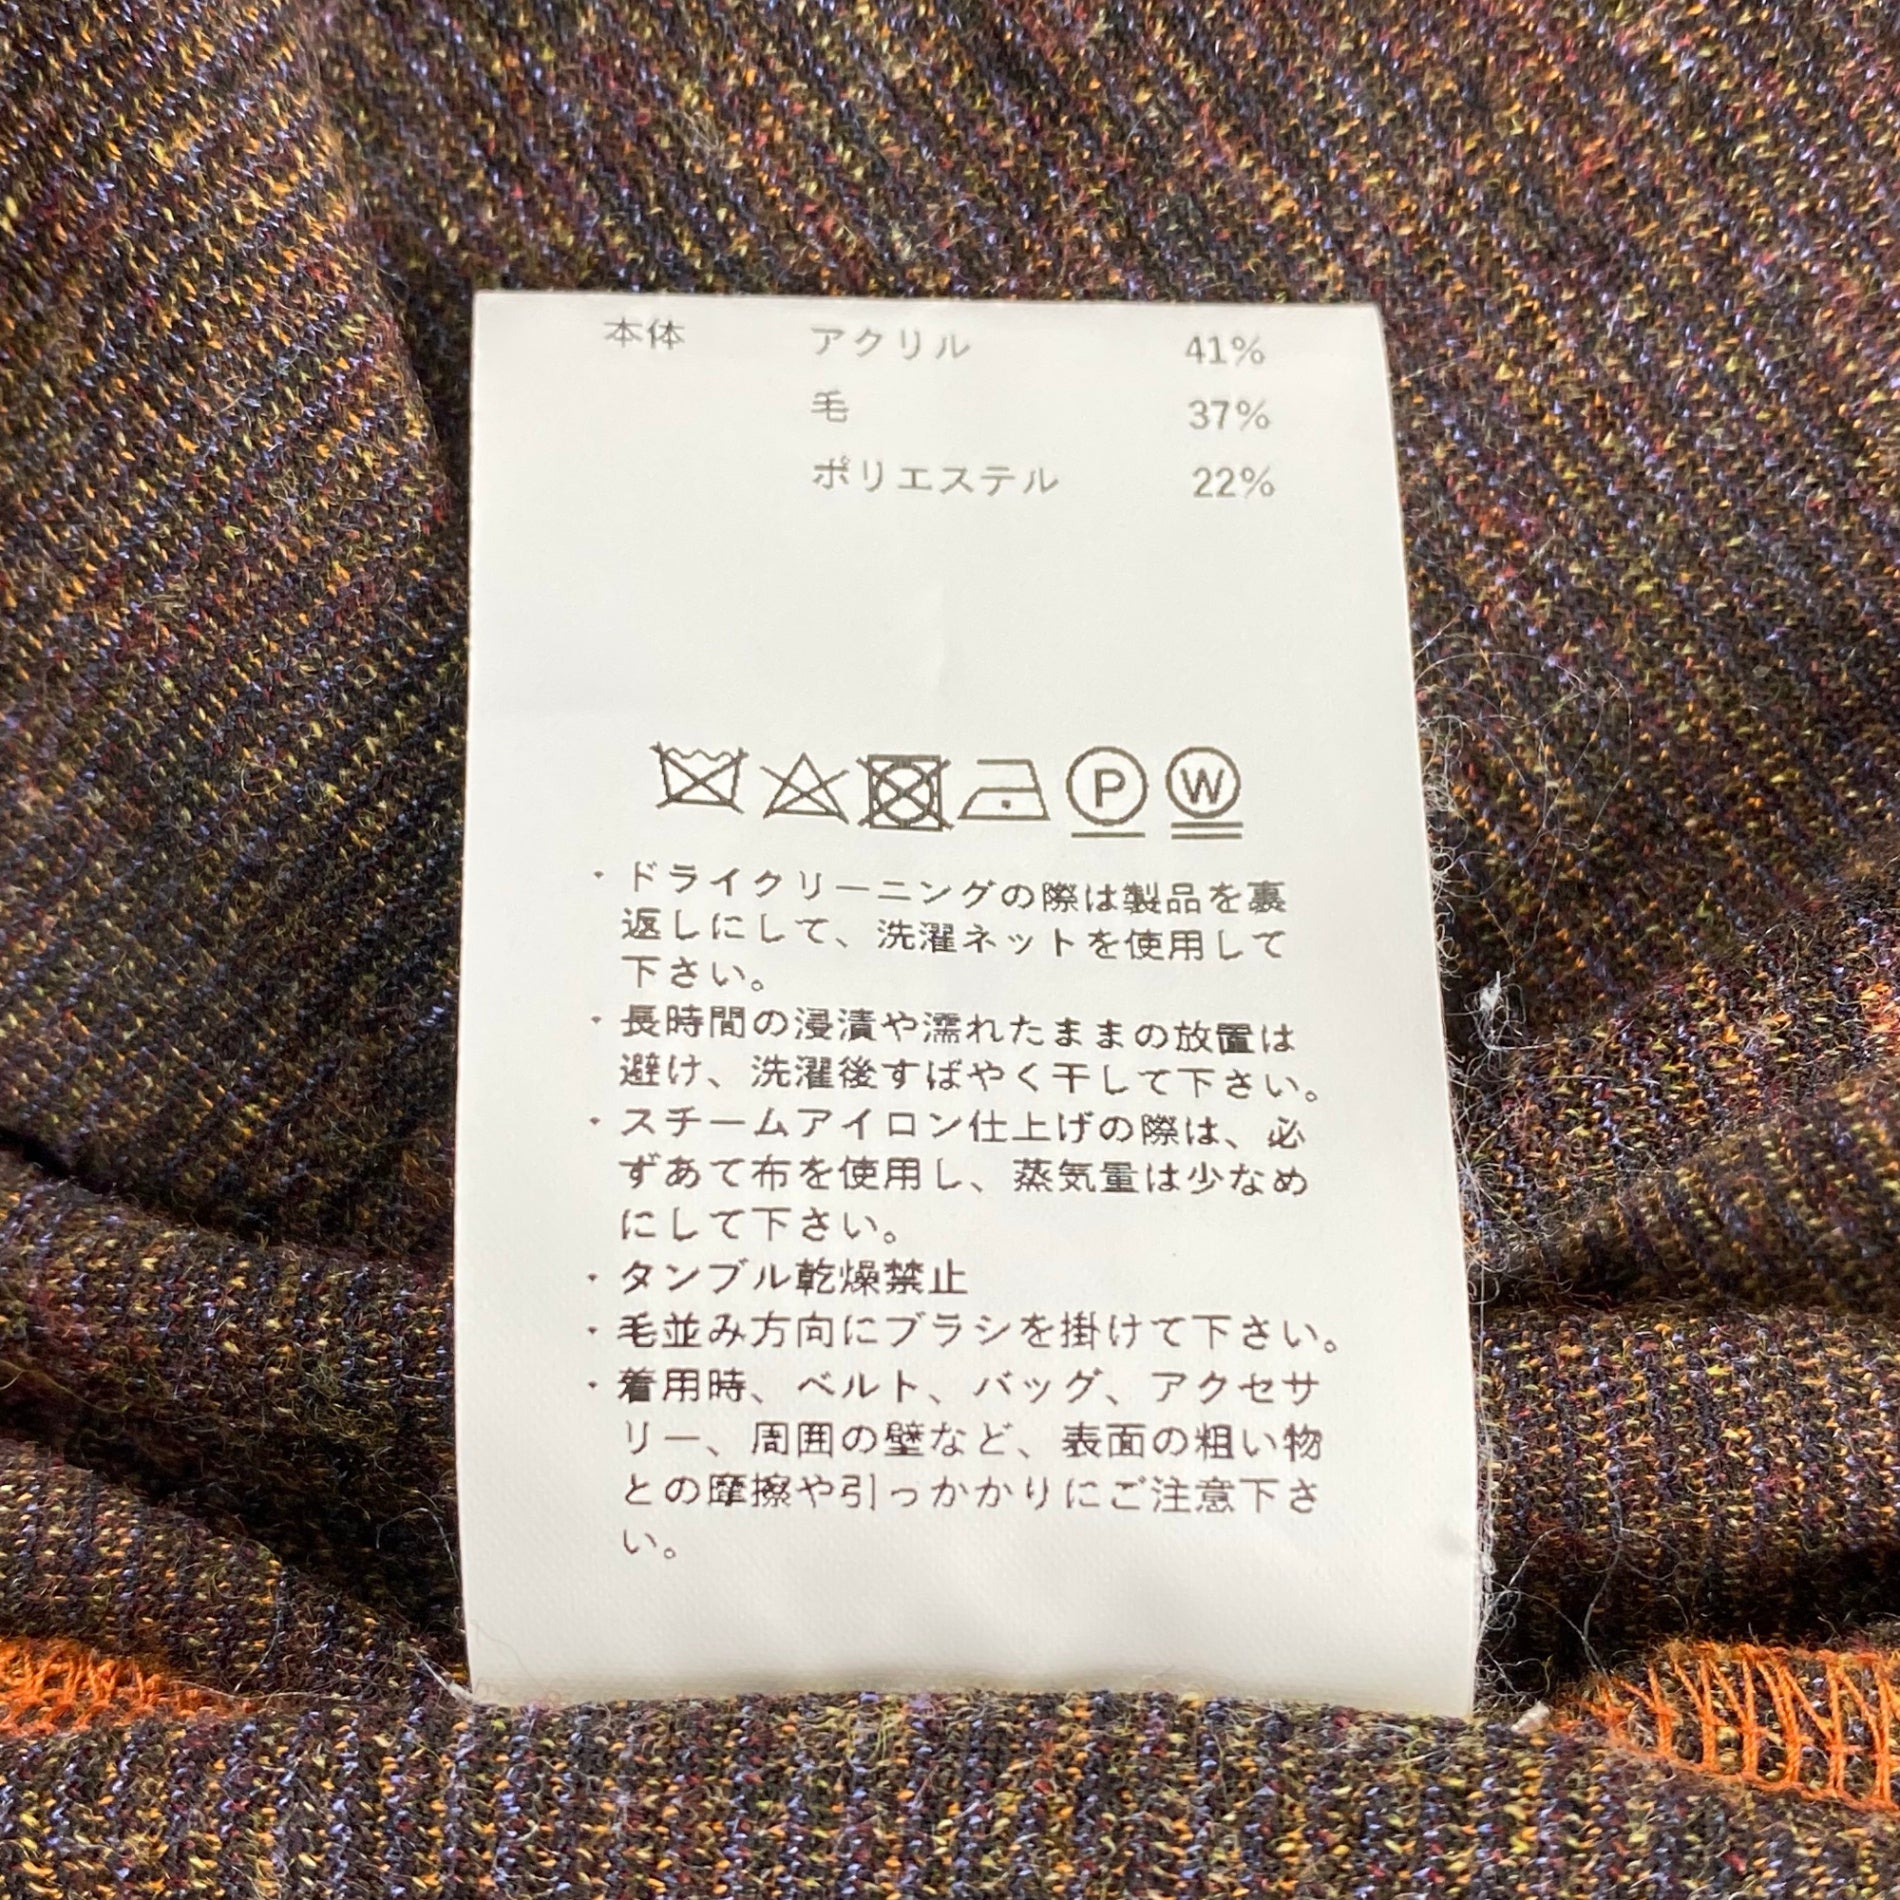 本体 アクリル 41%
毛 37%
ポリエステル 22%
P W
・ドライクリーニングの際は製品を裏
返しにして、洗濯ネットを使用して
下さい。
・長時間の浸漬や濡れたままの放置は
避け、洗濯後すばやく干して下さい。
・スチームアイロン仕上げの際は、必
ずあて布を使用し、蒸気量は少なめ
にして下さい。
・タンブル乾燥禁止
・毛並み方向にブラシを掛けて下さい。
・着用時、ベルト、バッグ、アクセサ
リー、周囲の壁など、表面の粗い物
との摩擦や引っかかりにご注意下さ
い。